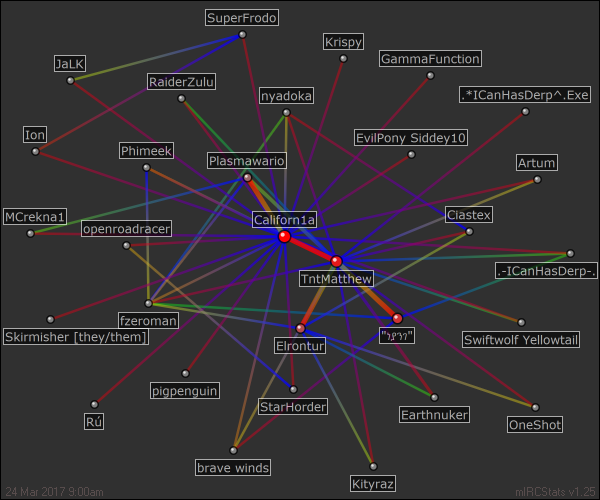 SuperFrodo
Krispy
GammaFunction
JaLK
RaiderZulu
nyadoka
.*ICanHasDerp^.Exe
Ion
Phimeek
EvilPony Siddey10
Plasmawario
Artum
MCrekna1
openroadracer
Californ1a
Ciastex
TntMatthew
.-ICanHasDerp-.
Skirmisher [they/them]
fzeroman
Elrontur
Swiftwolf Yellowtail
pigpenguin
StarHorder
Rú
Earthnuker
OneShot
brave winds
Kityraz
24 Mar 2017 9:00am
mIRCStats v1.25